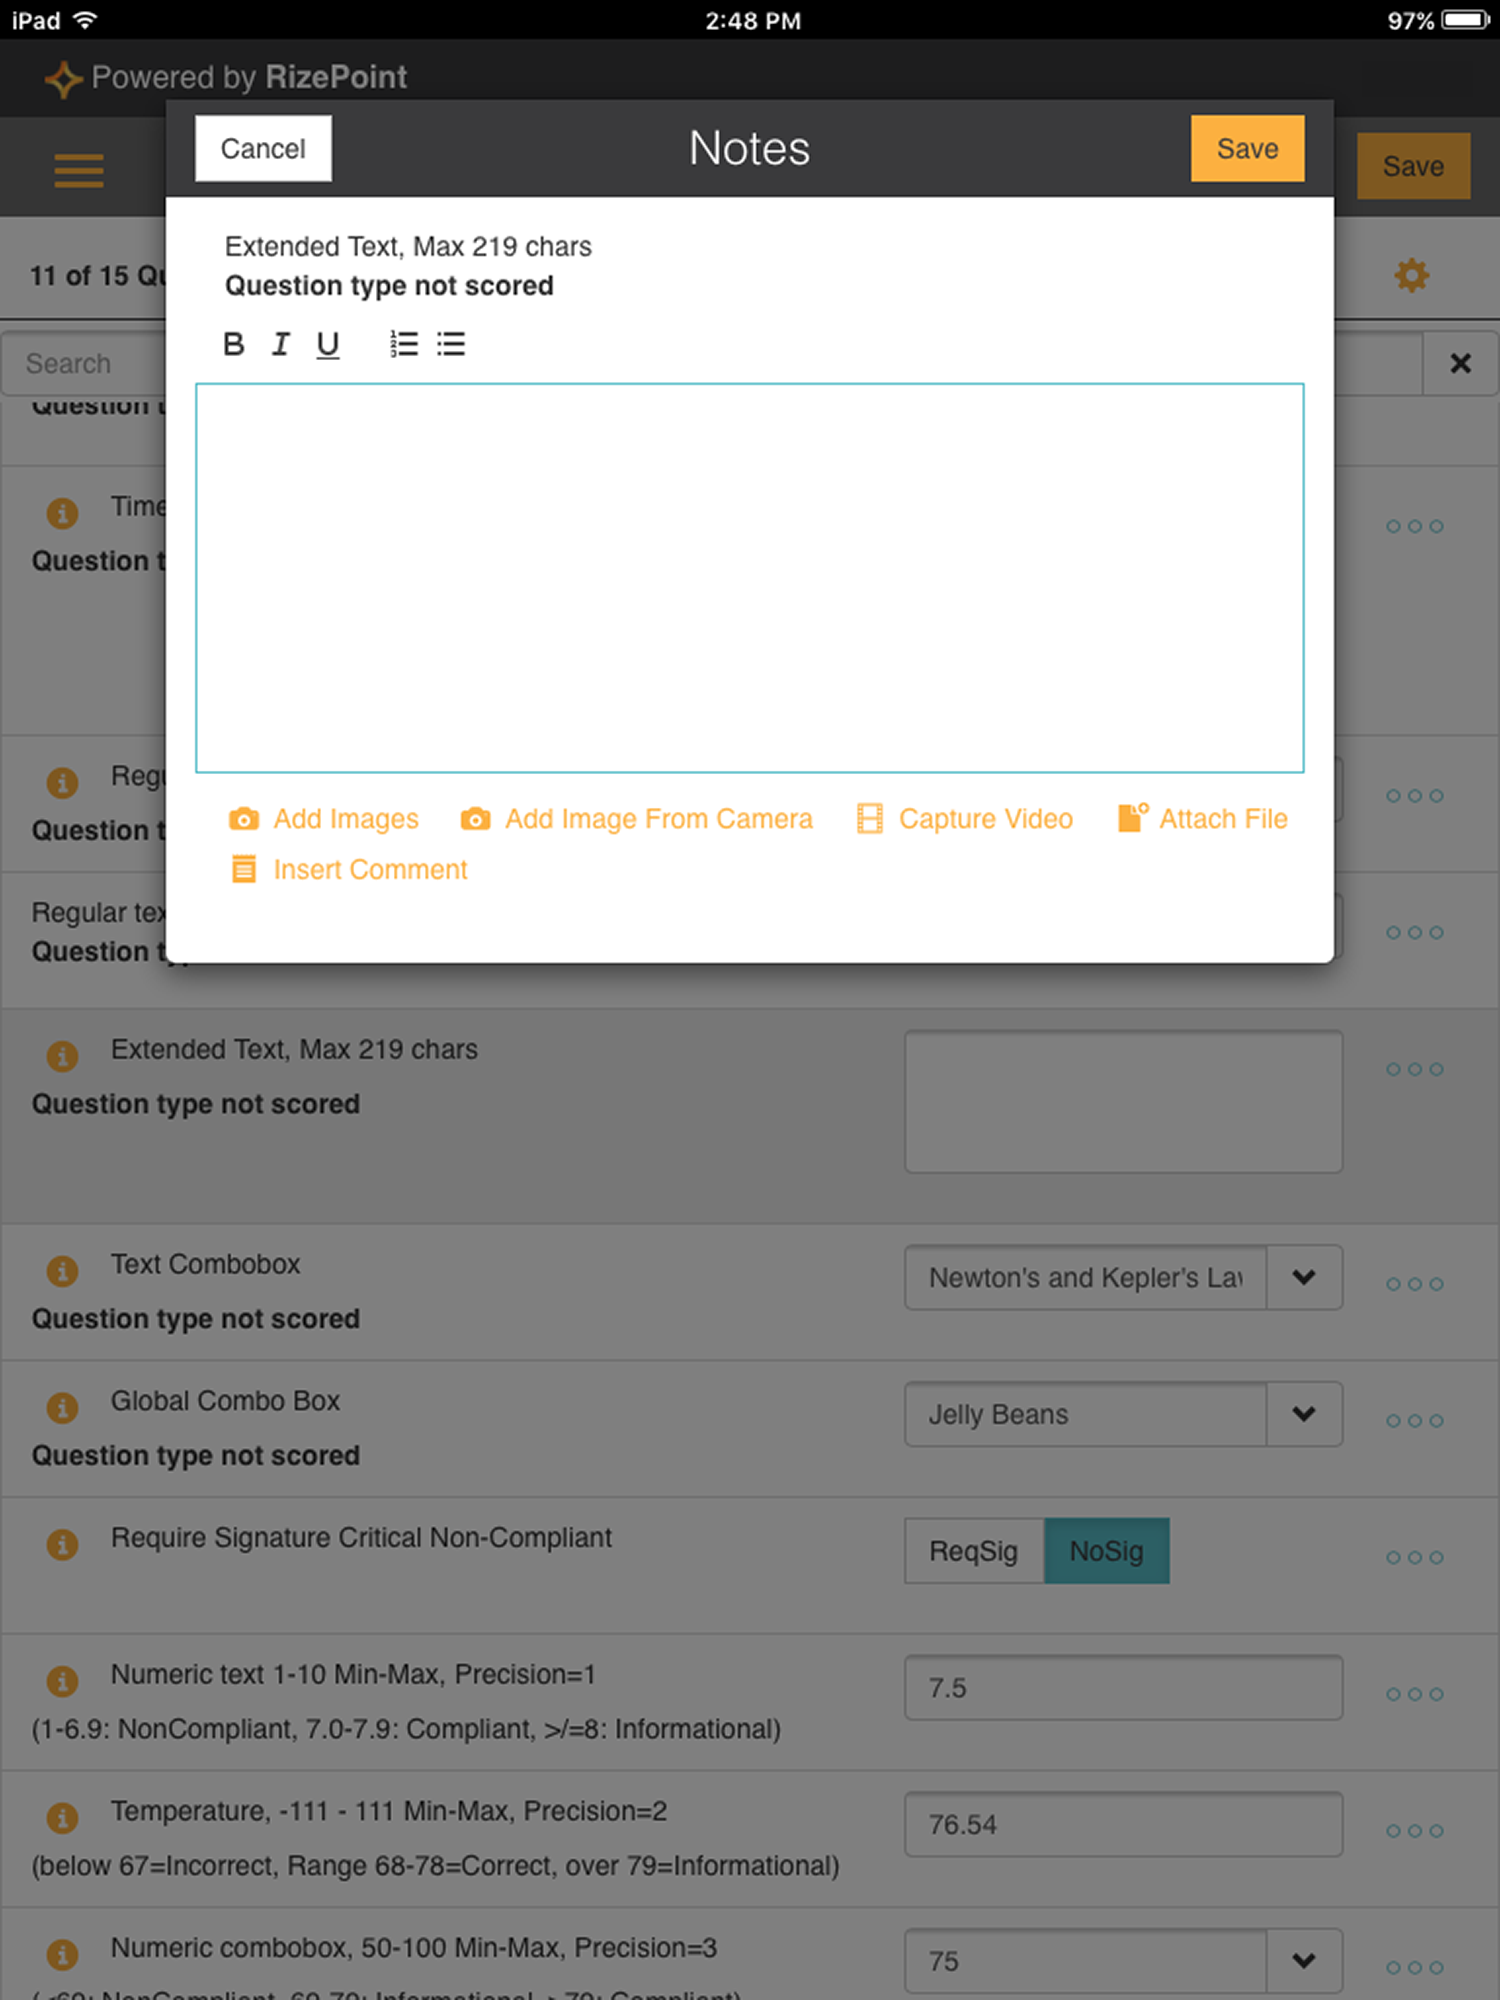 iPad 2:48 PM 97%
Powered by RizePoint
Cancel Notes Save Save
Extended Text, Max 219 chars
Question type not scored
11 of 15
B I U
Search
Question
Time
Question
Add Images Add Image From Camera Capture Video Attach File
Question
Insert Comment
Regular
Question
Extended Text, Max 219 chars
Question type not scored
Text Combobox Newton's and Kepler's
Question type not scored
Global Combo Box Jelly Beans
Question type not scored
Require Signature Critical Non-Compliant ReqSig NoSig
Numeric text 1-10 Min-Max, Precision=1 7.5
(1-6.9: NonCompliant, 7.0-7.9: Compliant, >/=8: Informational)
Temperature, -111 - 111 Min-Max, Precision=2 76.54
(below 67=Incorrect, Range 68-78=Correct, over 79=Informational)
Numeric combobox, 50-100 Min-Max, Precision=3 75